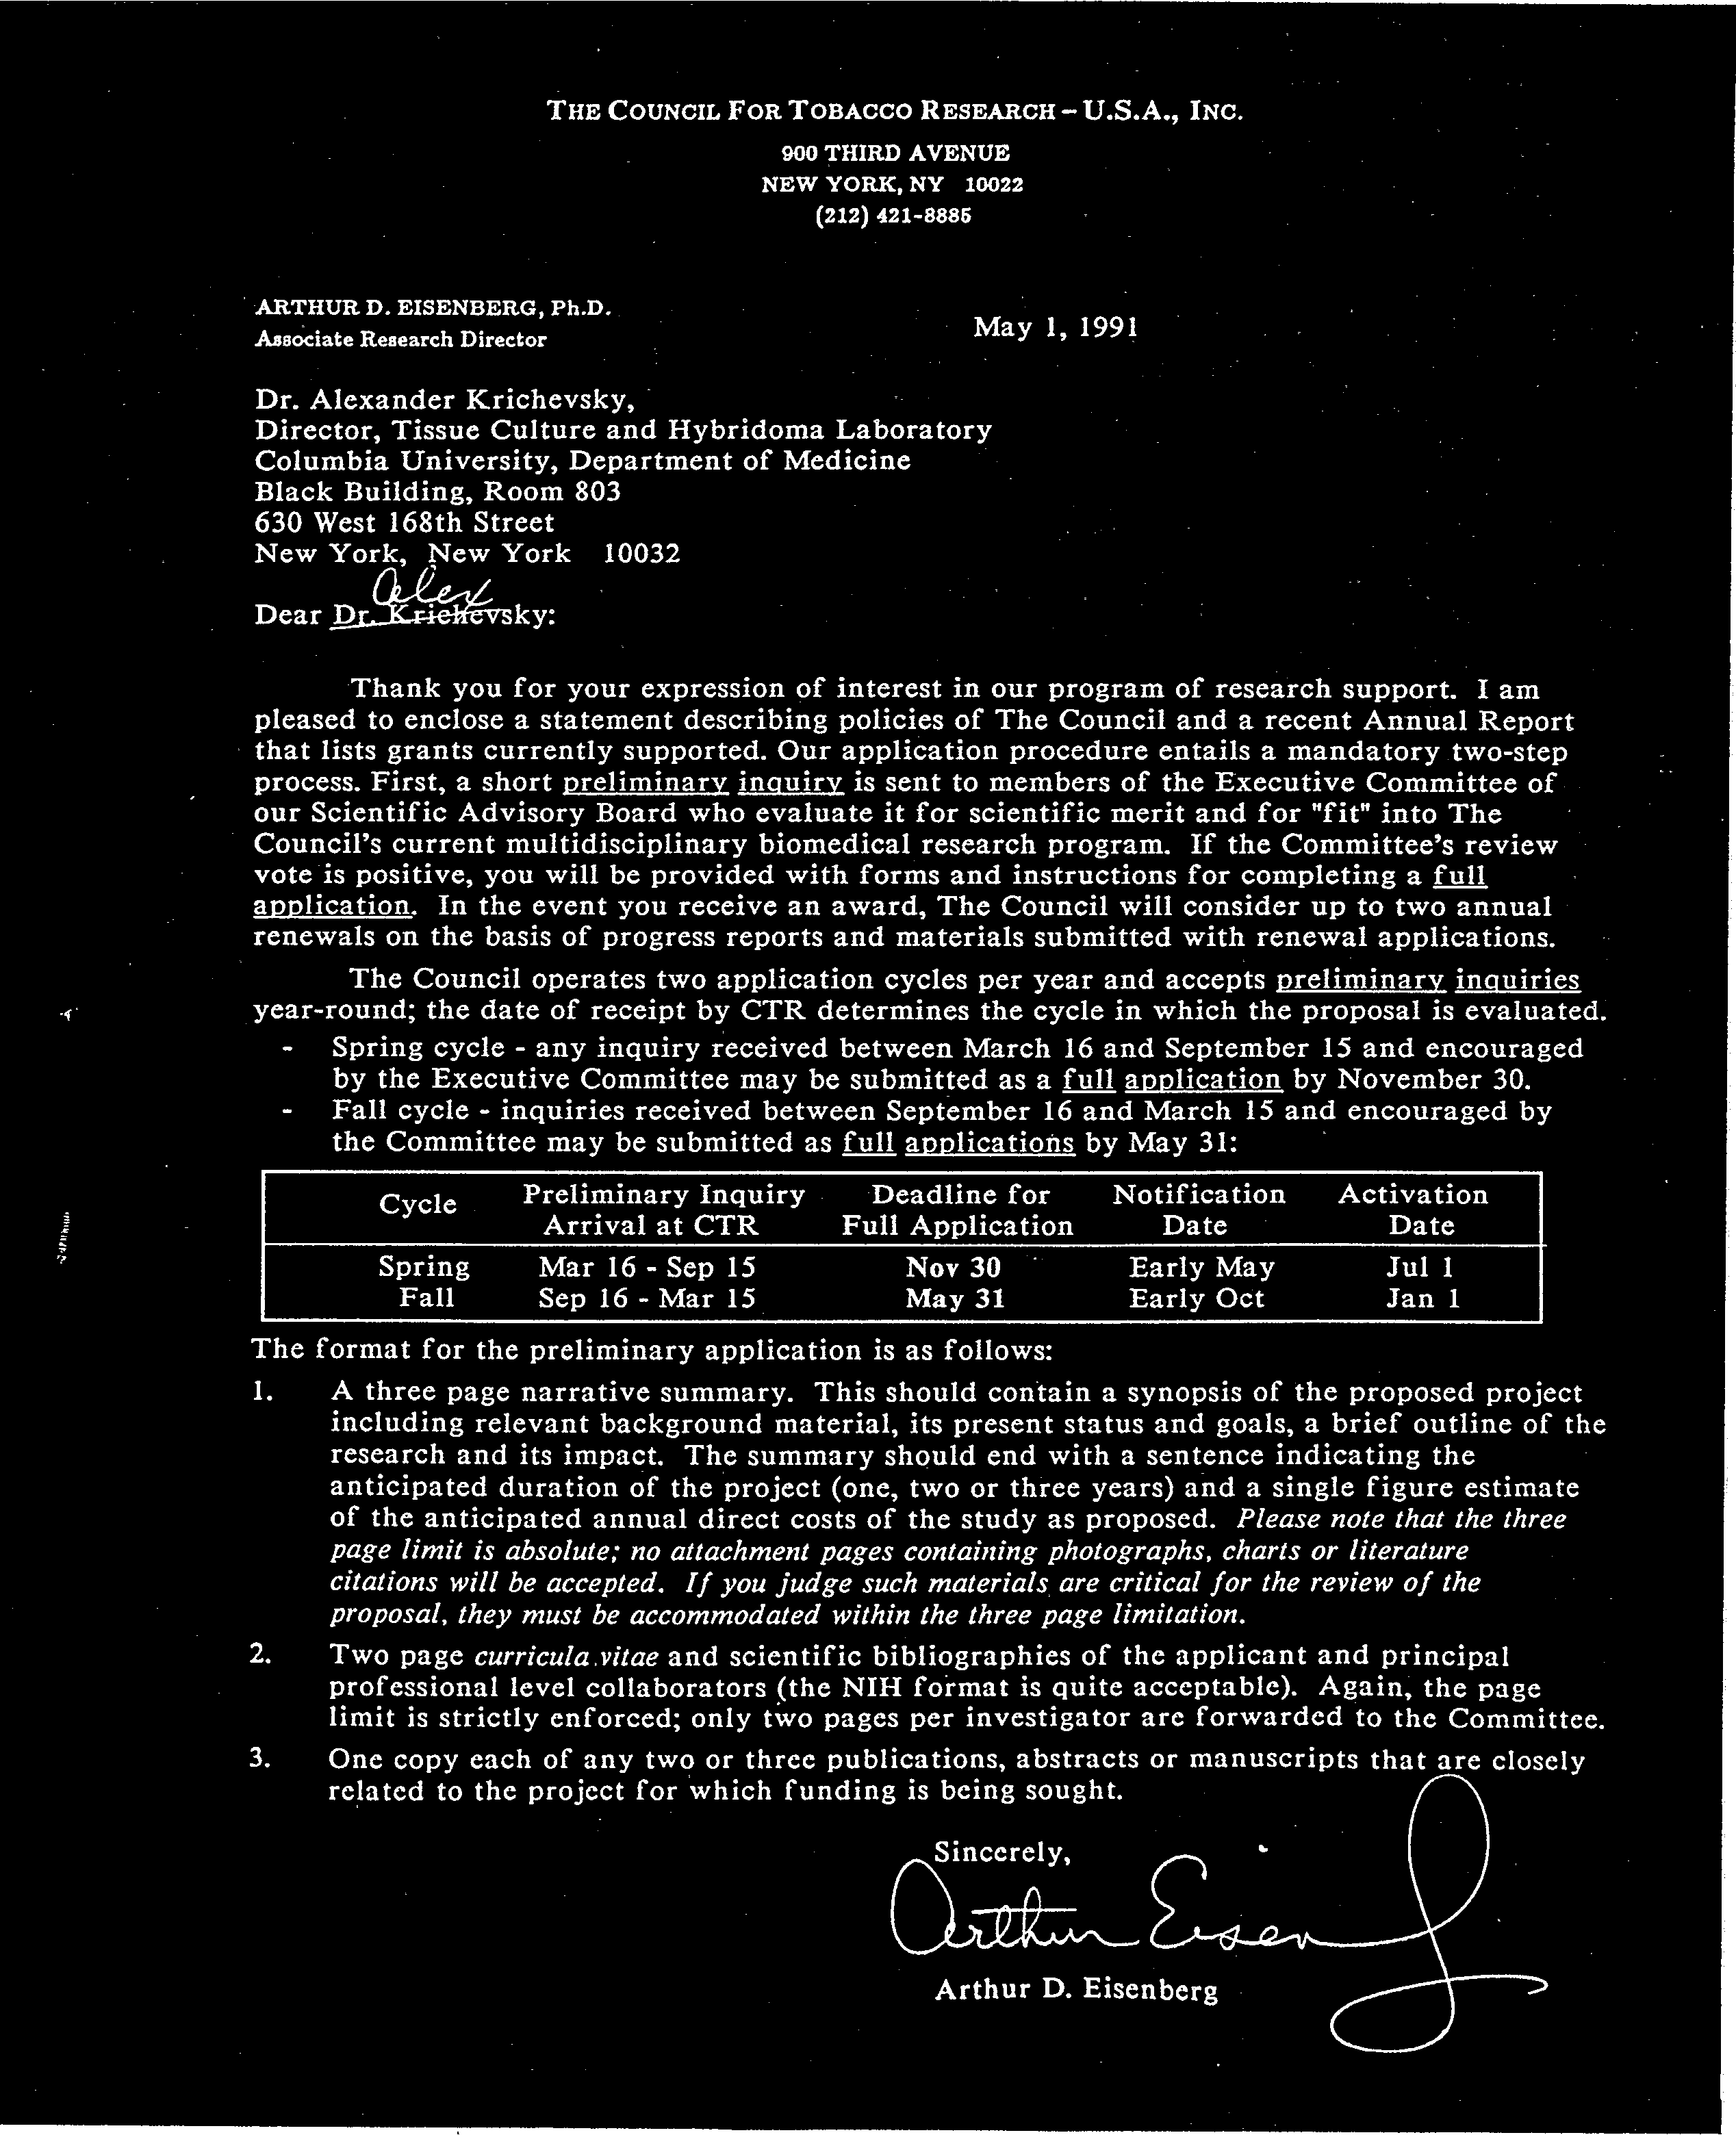 THE COUNCIL FOR TOBACCO RESEARCH – U.S.A., INC.
900 THIRD AVENUE
NEW YORK, NY 10022
(212) 421-8885
ARTHUR D. EISENBERG, Ph.D.
Associate Research Director
May 1, 1991
Dr. Alexander Krichevsky,
Director, Tissue Culture and Hybridoma Laboratory
Columbia University, Department of Medicine
Black Building, Room 803
630 West 168th Street
New York, New York 10032
Alex
Dear Dr. Krichevsky:
Thank you for your expression of interest in our program of research support. I am
pleased to enclose a statement describing policies of The Council and a recent Annual Report
that lists grants currently supported. Our application procedure entails a mandatory two-step
process. First, a short preliminary inquiry is sent to members of the Executive Committee of
our Scientific Advisory Board who evaluate it for scientific merit and for "fit" into The
Council's current multidisciplinary biomedical research program. If the Committee's review
vote is positive, you will be provided with forms and instructions for completing a full
application. In the event you receive an award, The Council will consider up to two annual
renewals on the basis of progress reports and materials submitted with renewal applications.
The Council operates two application cycles per year and accepts preliminary inquiries
year-round; the date of receipt by CTR determines the cycle in which the proposal is evaluated.
- Spring cycle - any inquiry received between March 16 and September 15 and encouraged
by the Executive Committee may be submitted as a full application by November 30.
- Fall cycle - inquiries received between September 16 and March 15 and encouraged by
the Committee may be submitted as full applications by May 31:
Cycle Preliminary Inquiry Deadline for Notification Activation
Arrival at CTR Full Application Date Date
Spring Mar 16 - Sep 15 Nov 30 Early May Jul 1
Fall Sep 16 - Mar 15 May 31 Early Oct Jan 1
The format for the preliminary application is as follows:
1. A three page narrative summary. This should contain a synopsis of the proposed project
including relevant background material, its present status and goals, a brief outline of the
research and its impact. The summary should end with a sentence indicating the
anticipated duration of the project (one, two or three years) and a single figure estimate
of the anticipated annual direct costs of the study as proposed. Please note that the three
page limit is absolute; no attachment pages containing photographs, charts or literature
citations will be accepted. If you judge such materials are critical for the review of the
proposal, they must be accommodated within the three page limitation.
2. Two page curricula vitae and scientific bibliographies of the applicant and principal
professional level collaborators (the NIH format is quite acceptable). Again, the page
limit is strictly enforced; only two pages per investigator are forwarded to the Committee.
3. One copy each of any two or three publications, abstracts or manuscripts that are closely
related to the project for which funding is being sought.
Sincerely,
Arthur Eisen
Arthur D. Eisenberg